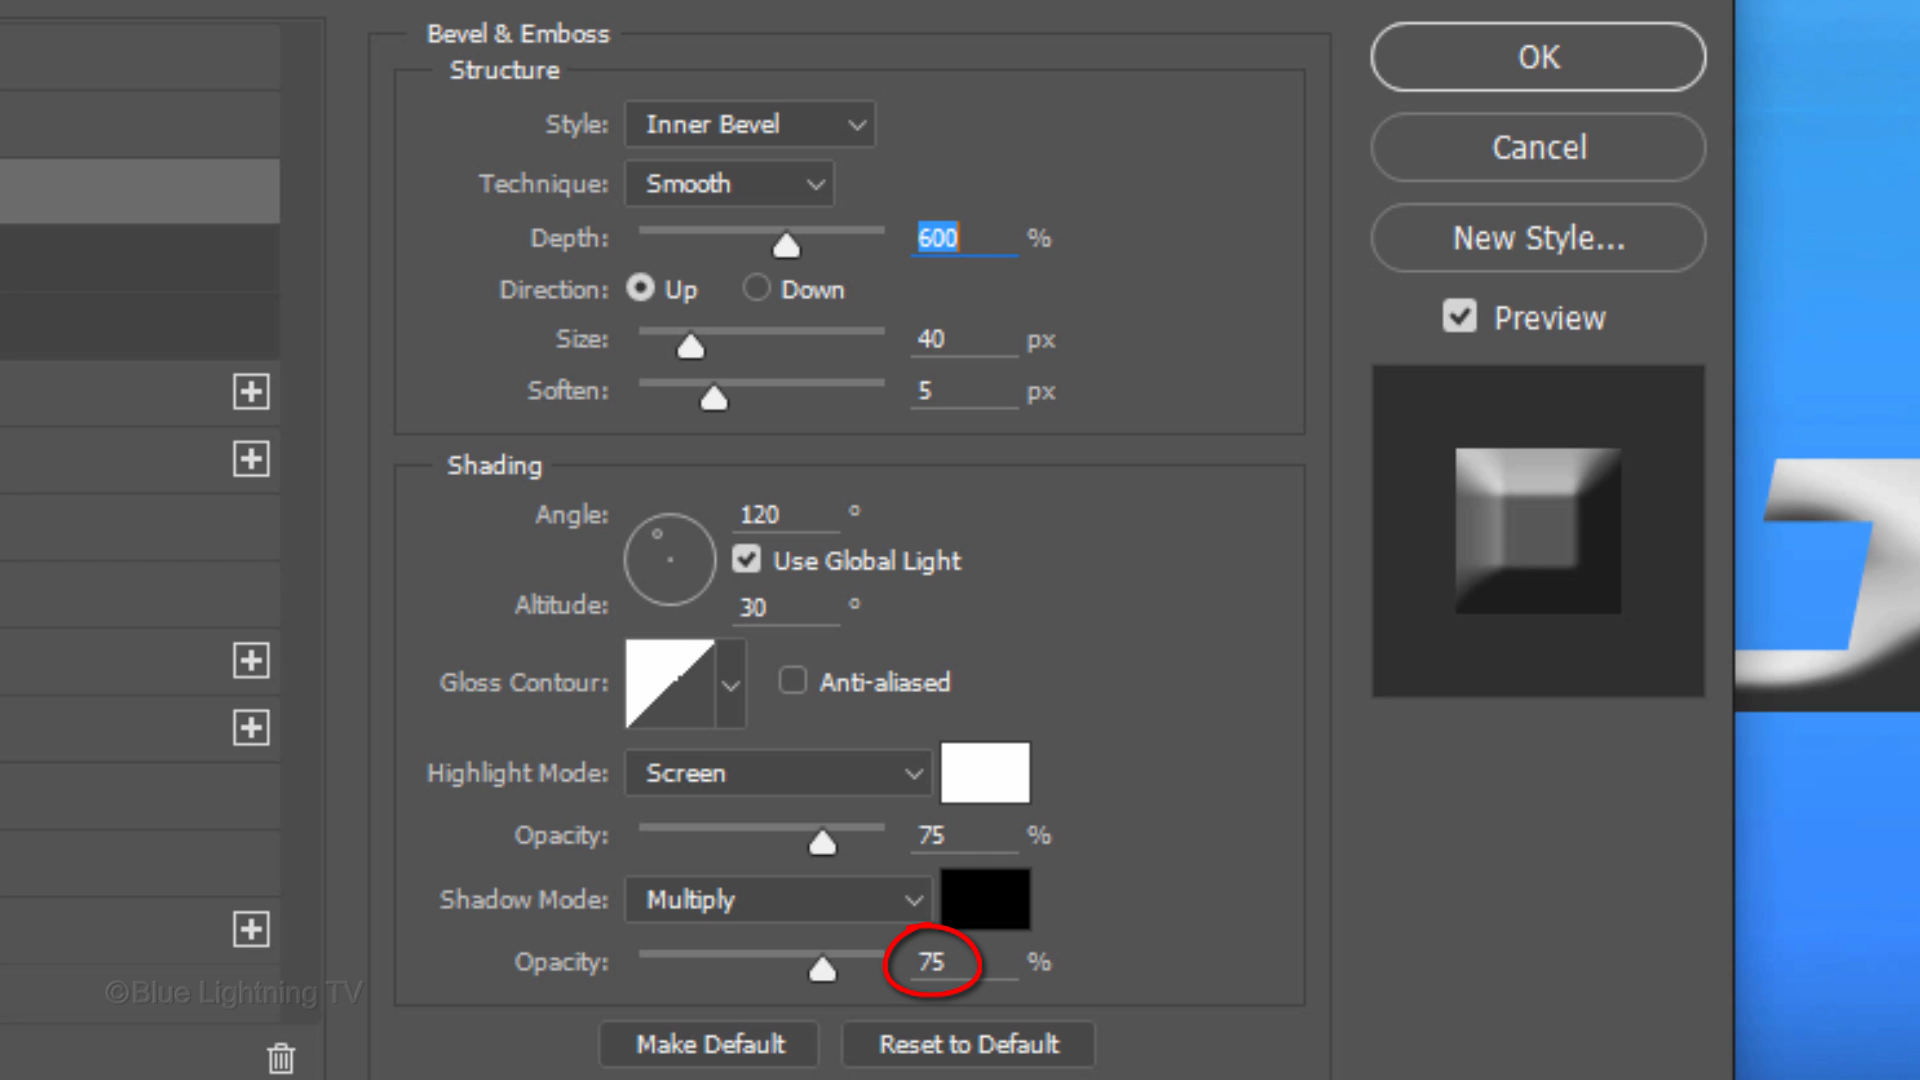 Bevel & Emboss
Structure
Style: Inner Bevel
Technique: Smooth
Depth: 600 %
Direction: Up Down
Size: 40 px
Soften: 5 px
Shading
Angle: 120 °
Use Global Light
Altitude: 30 °
Gloss Contour: Anti-aliased
Highlight Mode: Screen
Opacity: 75 %
Shadow Mode: Multiply
Opacity: 75 %
Make Default Reset to Default
OK
Cancel
New Style...
Preview
©Blue Lightning TV